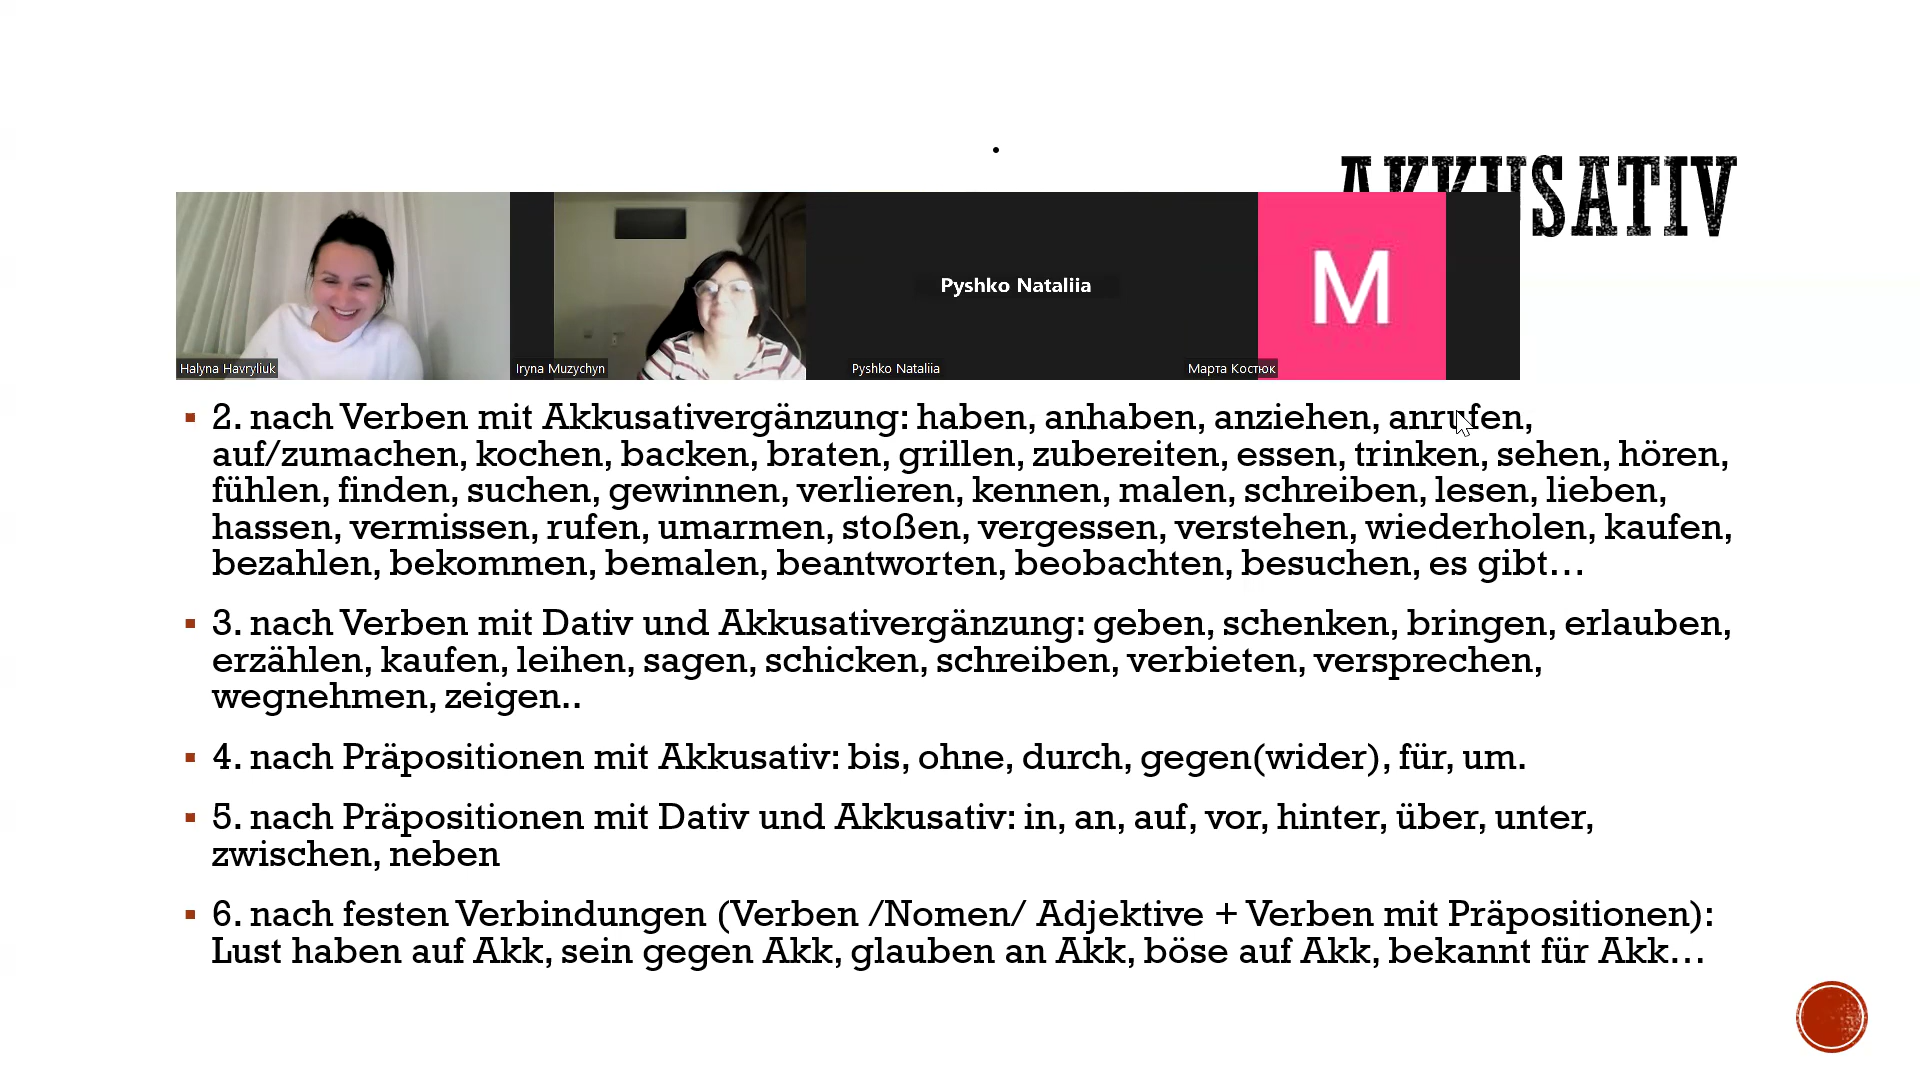 AKKUSATIV
Pyshko Nataliia
M
Halyna Havryliuk
Iryna Muzychyn
Pyshko Nataliia
Марта Костюк
2. nach Verben mit Akkusativergänzung: haben, anhaben, anziehen, anrufen,
auf/zumachen, kochen, backen, braten, grillen, zubereiten, essen, trinken, sehen, hören,
fühlen, finden, suchen, gewinnen, verlieren, kennen, malen, schreiben, lesen, lieben,
hassen, vermissen, rufen, umarmen, stoßen, vergessen, verstehen, wiederholen, kaufen,
bezahlen, bekommen, bemalen, beantworten, beobachten, besuchen, es gibt…
3. nach Verben mit Dativ und Akkusativergänzung: geben, schenken, bringen, erlauben,
erzählen, kaufen, leihen, sagen, schicken, schreiben, verbieten, versprechen,
wegnehmen, zeigen..
4. nach Präpositionen mit Akkusativ: bis, ohne, durch, gegen(wider), für, um.
5. nach Präpositionen mit Dativ und Akkusativ: in, an, auf, vor, hinter, über, unter,
zwischen, neben
6. nach festen Verbindungen (Verben /Nomen/ Adjektive + Verben mit Präpositionen):
Lust haben auf Akk, sein gegen Akk, glauben an Akk, böse auf Akk, bekannt für Akk…